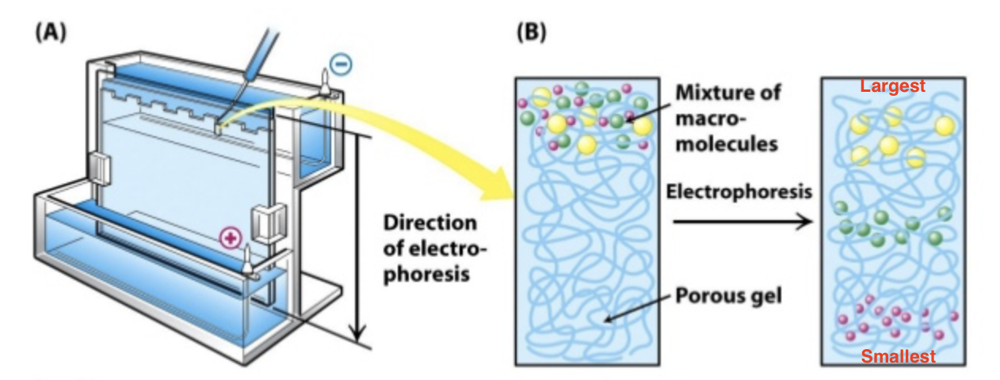 (A)
−
+
Direction
of electro-
phoresis
(B)
Mixture of
macro-
molecules
Electrophoresis
Porous gel
Largest
Smallest